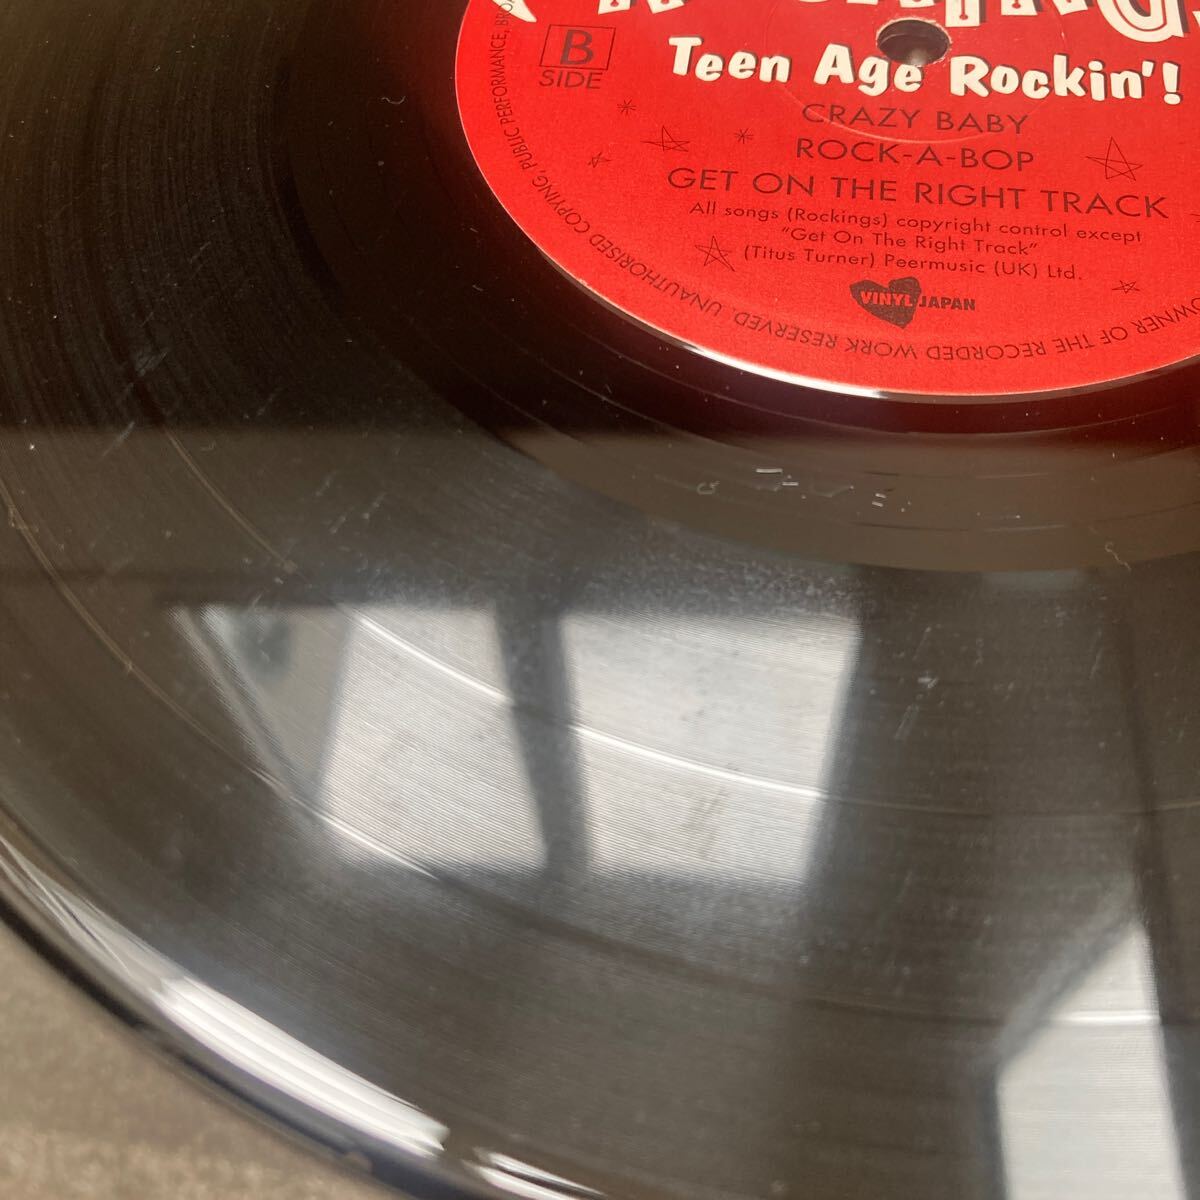 B
SIDE
Teen Age Rockin'!
CRAZY BABY
ROCK-A-BOP
GET ON THE RIGHT TRACK
All songs (Rockings) copyright control except
"Get On The Right Track"
(Titus Turner) Peermusic (UK) Ltd.
VINYL JAPAN
OWNER OF THE RECORDED WORK RESERVED. UNAUTHORISED COPYING, PUBLIC PERFORMANCE,